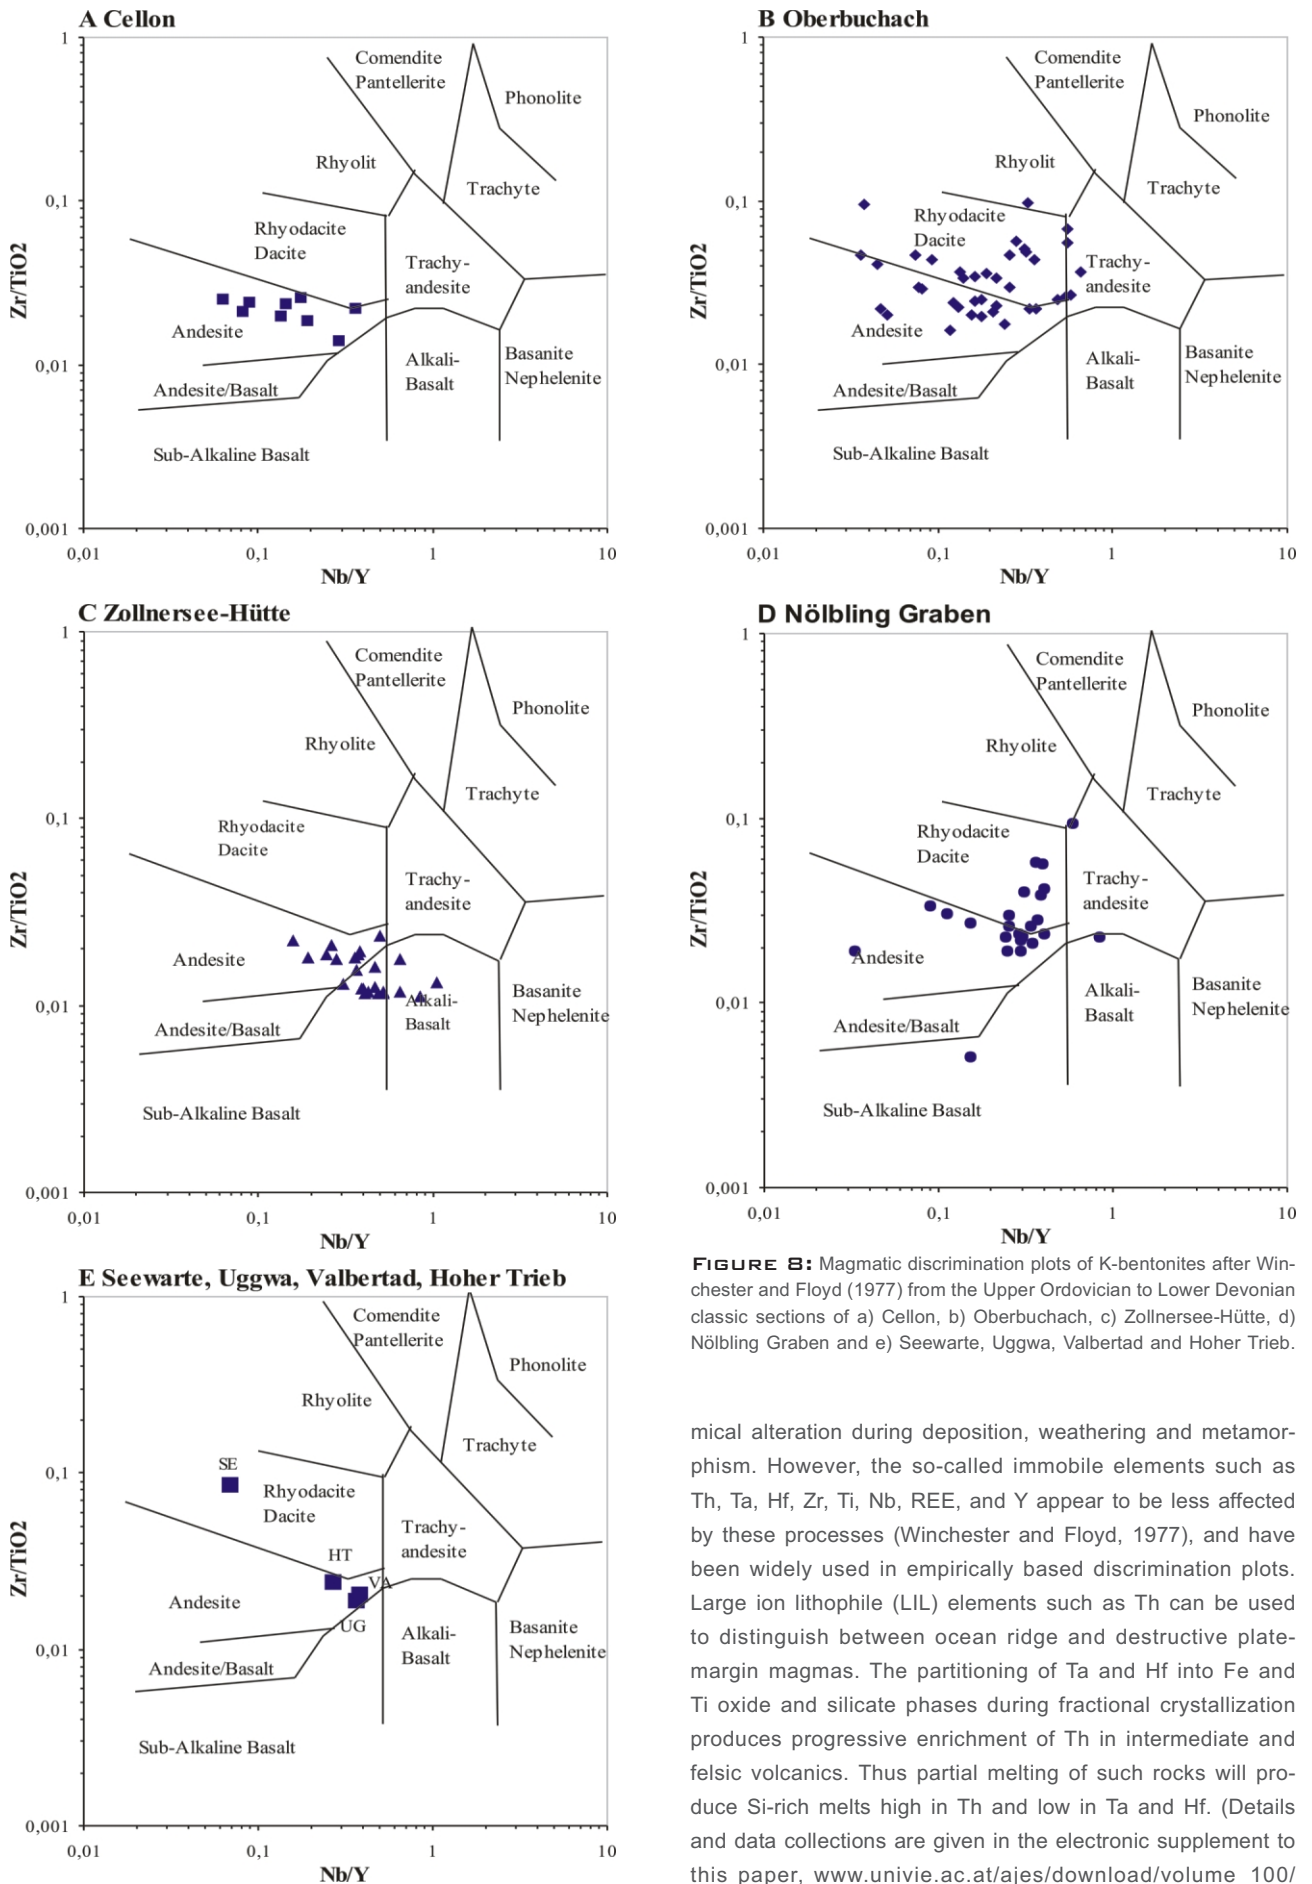 A Cellon
1
0,1
0,01
0,001
Zr/TiO2
Comendite
Pantellerite
Phonolite
Rhyolit
Trachyte
Rhyodacite
Dacite
Trachy-
andesite
Andesite
Alkali-
Basalt
Basanite
Nephelenite
Andesite/Basalt
Sub-Alkaline Basalt
0,01
0,1
1
10
Nb/Y
B Oberbuchach
1
0,1
0,01
0,001
Zr/TiO2
Comendite
Pantellerite
Phonolite
Rhyolit
Trachyte
Rhyodacite
Dacite
Trachy-
andesite
Andesite
Alkali-
Basalt
Basanite
Nephelenite
Andesite/Basalt
Sub-Alkaline Basalt
0,01
0,1
1
10
Nb/Y
C Zollnersee-Hütte
1
0,1
0,01
0,001
Zr/TiO2
Comendite
Pantellerite
Phonolite
Rhyolite
Trachyte
Rhyodacite
Dacite
Trachy-
andesite
Andesite
Alkali-
Basalt
Basanite
Nephelenite
Andesite/Basalt
Sub-Alkaline Basalt
0,01
0,1
1
10
Nb/Y
D Nölbling Graben
1
0,1
0,01
0,001
Zr/TiO2
Comendite
Pantellerite
Phonolite
Rhyolite
Trachyte
Rhyodacite
Dacite
Trachy-
andesite
Andesite
Alkali-
Basalt
Basanite
Nephelenite
Andesite/Basalt
Sub-Alkaline Basalt
0,01
0,1
1
10
Nb/Y
E Seewarte, Uggwa, Valbertad, Hoher Trieb
1
0,1
0,01
0,001
Zr/TiO2
Comendite
Pantellerite
Phonolite
Rhyolite
Trachyte
SE
Rhyodacite
Dacite
Trachy-
andesite
HT
VA
Andesite
UG
Alkali-
Basalt
Basanite
Nephelenite
Andesite/Basalt
Sub-Alkaline Basalt
0,01
0,1
1
10
Nb/Y
FIGURE 8: Magmatic discrimination plots of K-bentonites after Win-
chester and Floyd (1977) from the Upper Ordovician to Lower Devonian
classic sections of a) Cellon, b) Oberbuchach, c) Zollnersee-Hütte, d)
Nölbling Graben and e) Seewarte, Uggwa, Valbertad and Hoher Trieb.
mical alteration during deposition, weathering and metamor-
phism. However, the so-called immobile elements such as
Th, Ta, Hf, Zr, Ti, Nb, REE, and Y appear to be less affected
by these processes (Winchester and Floyd, 1977), and have
been widely used in empirically based discrimination plots.
Large ion lithophile (LIL) elements such as Th can be used
to distinguish between ocean ridge and destructive plate-
margin magmas. The partitioning of Ta and Hf into Fe and
Ti oxide and silicate phases during fractional crystallization
produces progressive enrichment of Th in intermediate and
felsic volcanics. Thus partial melting of such rocks will pro-
duce Si-rich melts high in Th and low in Ta and Hf. (Details
and data collections are given in the electronic supplement to
this paper, www.univie.ac.at/ajes/download/volume_100/